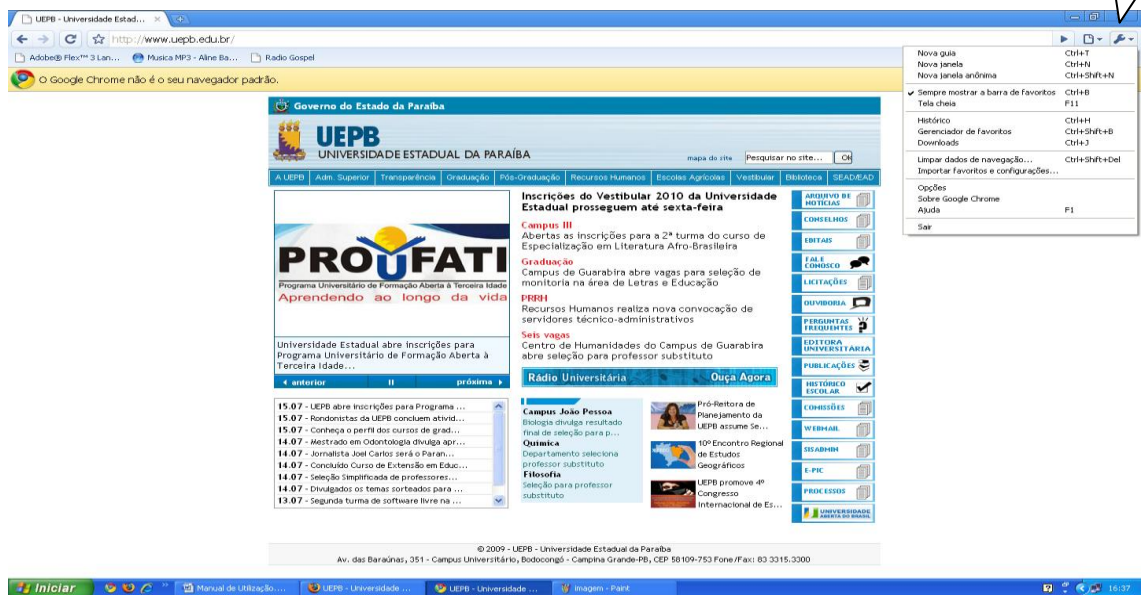 UEPB - Universidade Estad...
http://www.uepb.edu.br/
Adobe® Flex™ 3 Lan... Musica MP3 - Aline Ba... Radio Gospel
O Google Chrome não é o seu navegador padrão.
Nova guia Ctrl+T
Nova janela Ctrl+N
Nova janela anônima Ctrl+Shift+N
Sempre mostrar a barra de favoritos Ctrl+B
Tela cheia F11
Histórico Ctrl+H
Gerenciador de favoritos Ctrl+Shift+B
Downloads Ctrl+J
Limpar dados de navegação... Ctrl+Shift+Del
Importar favoritos e configurações...
Opções
Sobre Google Chrome
Ajuda F1
Sair
Governo do Estado da Paraíba
UEPB
UNIVERSIDADE ESTADUAL DA PARAÍBA
mapa do site Pesquisar no site... Ok
A UEPB Adm. Superior Transparência Graduação Pós-Graduação Recursos Humanos Escolas Agrícolas Vestibular Biblioteca SEAD/EAD
PROUFATI
Programa Universitário de Formação Aberta à Terceira Idade
Aprendendo ao longo da vida
Universidade Estadual abre inscrições para
Programa Universitário de Formação Aberta à
Terceira Idade...
anterior próxima
Inscrições do Vestibular 2010 da Universidade
Estadual prosseguem até sexta-feira
Campus III
Abertas as inscrições para a 2ª turma do curso de
Especialização em Literatura Afro-Brasileira
Graduação
Campus de Guarabira abre vagas para seleção de
monitoria na área de Letras e Educação
PRRH
Recursos Humanos realiza nova convocação de
servidores técnico-administrativos
Seis vagas
Centro de Humanidades do Campus de Guarabira
abre seleção para professor substituto
Rádio Universitária Ouça Agora
15.07 - UEPB abre inscrições para Programa ...
15.07 - Rondonistas da UEPB concluem ativid...
15.07 - Conheça o perfil dos cursos de grad...
14.07 - Mestrado em Odontologia divulga apr...
14.07 - Jornalista Joel Carlos será o Paran...
14.07 - Concluído Curso de Extensão em Educ...
14.07 - Seleção Simplificada de professores...
14.07 - Divulgados os temas sorteados para ...
13.07 - Segunda turma de software livre na ...
Campus João Pessoa
Biologia divulga resultado
final de seleção para p...
Química
Departamento seleciona
professor substituto
Filosofia
Seleção para professor
substituto
Pró-Reitora de
Planejamento da
UEPB assume Se...
10º Encontro Regional
de Estudos
Geográficos
UEPB promove 4º
Congresso
Internacional de Es...
ARQUIVO DE
NOTÍCIAS
CONSELHOS
EDITAIS
FALE
CONOSCO
LICITAÇÕES
OUVIDORIA
PERGUNTAS
FREQUENTES
EDITORA
UNIVERSITÁRIA
PUBLICAÇÕES
HISTÓRICO
ESCOLAR
COMISSÕES
WEBMAIL
SISADMIN
E-PIC
PROCESSOS
UNIVERSIDADE
ABERTA DO BRASIL
© 2009 - UEPB - Universidade Estadual da Paraíba
Av. das Baraúnas, 351 - Campus Universitário, Bodocongó - Campina Grande-PB, CEP 58109-753 Fone/Fax: 83 3315.3300
Iniciar Manual de Utilização.... UEPB - Universidade ... UEPB - Universidade ... Imagem - Paint 16:37